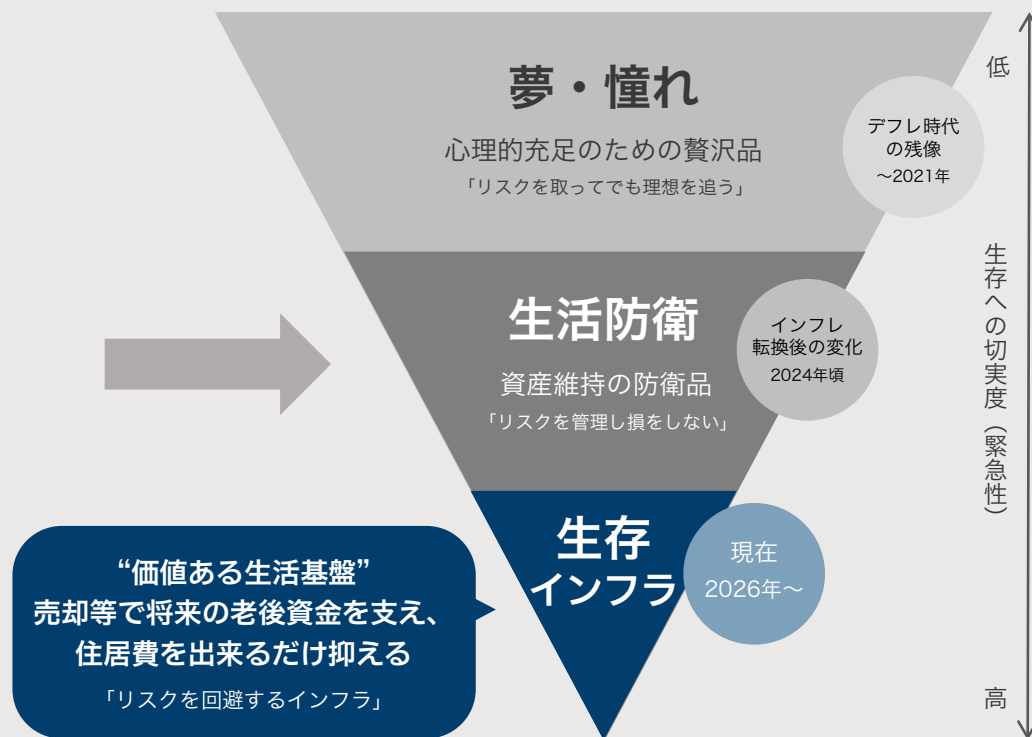 夢・憧れ
心理的充足のための贅沢品
「リスクを取ってでも理想を追う」
デフレ時代
の残像
〜2021年
生活防衛
資産維持の防衛品
「リスクを管理し損をしない」
インフレ
転換後の変化
2024年頃
生存
インフラ
現在
2026年〜
“価値ある生活基盤”
売却等で将来の老後資金を支え、
住居費を出来るだけ抑える
「リスクを回避するインフラ」
低
生存への切実度（緊急性）
高